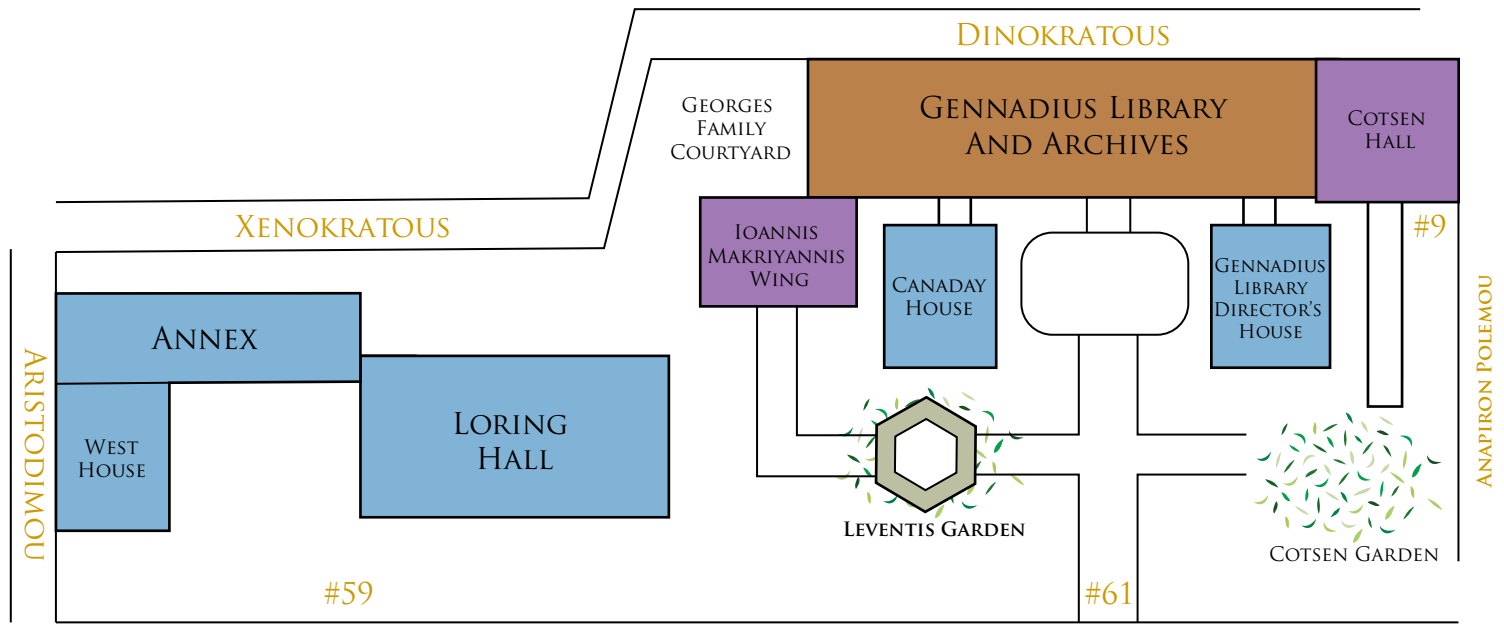 DINOKRATOUS
GEORGES
FAMILY
COURTYARD
GENNADIUS LIBRARY
AND ARCHIVES
COTSEN
HALL
XENOKRATOUS
IOANNIS
MAKRIYANNIS
WING
CANADAY
HOUSE
GENNADIUS
LIBRARY
DIRECTOR'S
HOUSE
#9
ANAPIRON POLEMOU
ARISTODIMOU
ANNEX
WEST
HOUSE
LORING
HALL
LEVENTIS GARDEN
COTSEN GARDEN
#59
#61